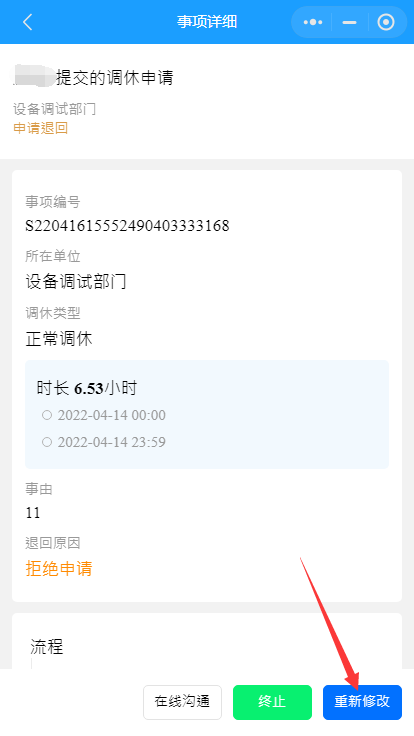 事项详细
提交的调休申请
设备调试部门
申请退回
事项编号
S22041615552490403333168
所在单位
设备调试部门
调休类型
正常调休
时长 6.53小时
2022-04-14 00:00
2022-04-14 23:59
事由
11
退回原因
拒绝申请
流程
在线沟通
终止
重新修改